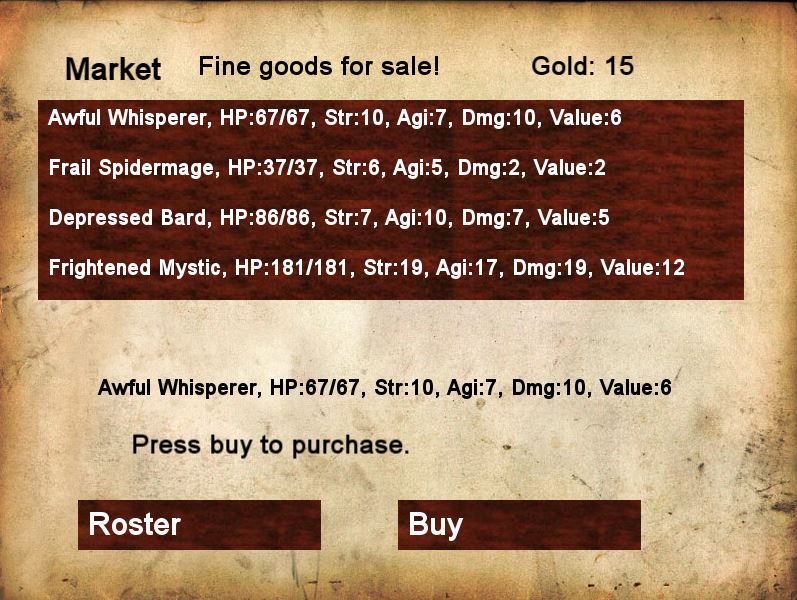 Market Fine goods for sale! Gold: 15
Awful Whisperer, HP:67/67, Str:10, Agi:7, Dmg:10, Value:6
Frail Spidermage, HP:37/37, Str:6, Agi:5, Dmg:2, Value:2
Depressed Bard, HP:86/86, Str:7, Agi:10, Dmg:7, Value:5
Frightened Mystic, HP:181/181, Str:19, Agi:17, Dmg:19, Value:12
Awful Whisperer, HP:67/67, Str:10, Agi:7, Dmg:10, Value:6
Press buy to purchase.
Roster Buy